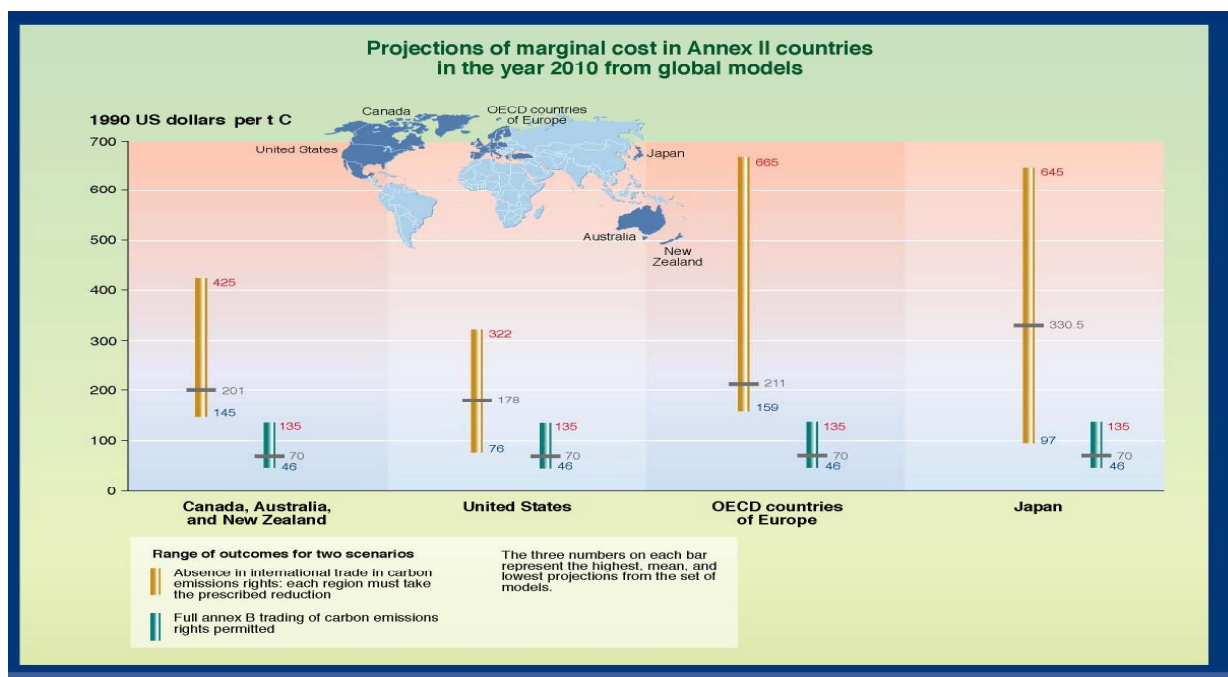 Projections of marginal cost in Annex II countries
in the year 2010 from global models
1990 US dollars per t C
Canada
OECD countries
of Europe
United States
Japan
Australia
New
Zealand
700
600
500
400
300
200
100
0
425
201
145
135
70
46
322
178
76
135
70
46
665
211
159
135
70
46
645
330.5
97
135
70
46
Canada, Australia,
and New Zealand
United States
OECD countries
of Europe
Japan
Range of outcomes for two scenarios
Absence in international trade in carbon
emissions rights: each region must take
the prescribed reduction
Full annex B trading of carbon emissions
rights permitted
The three numbers on each bar
represent the highest, mean, and
lowest projections from the set of
models.